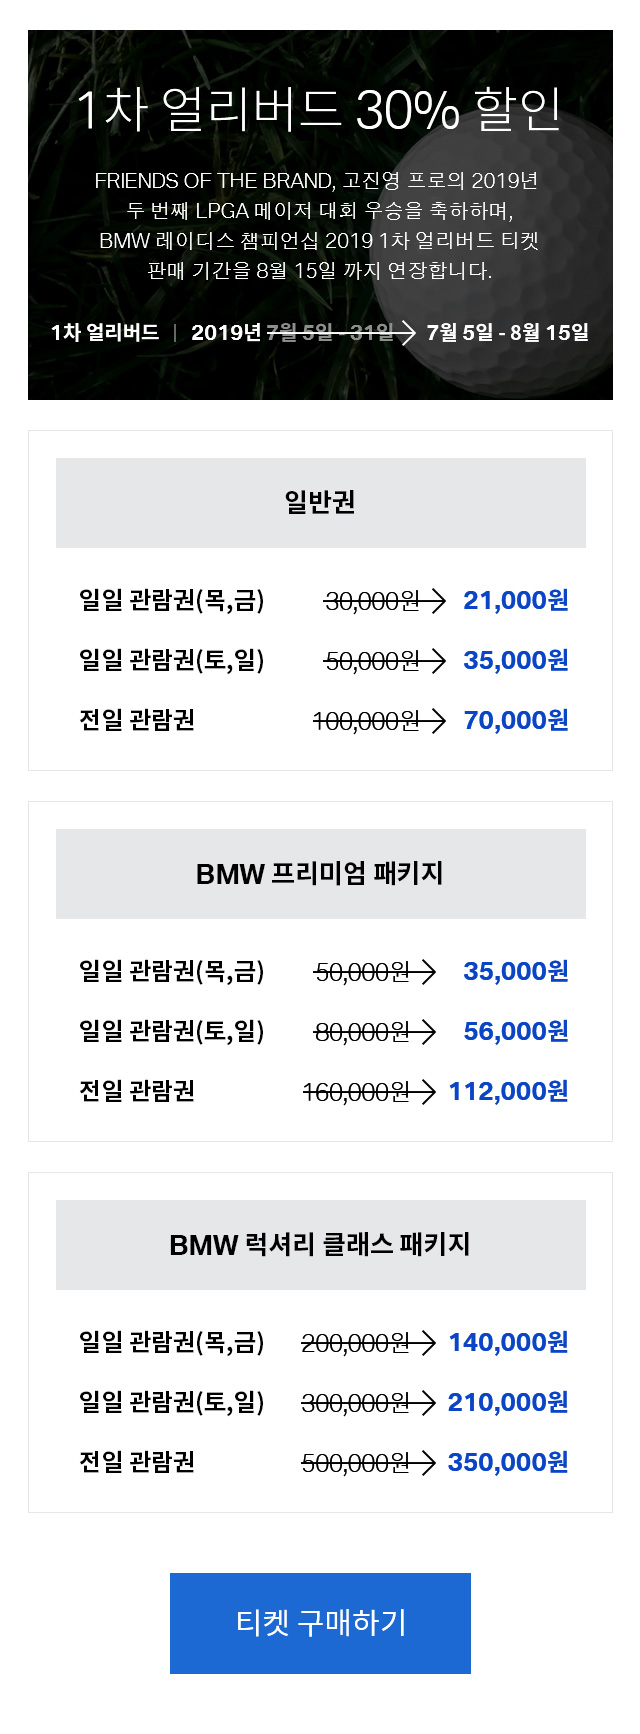 1차 얼리버드 30% 할인
FRIENDS OF THE BRAND, 고진영 프로의 2019년
두 번째 LPGA 메이저 대회 우승을 축하하며,
BMW 레이디스 챔피언십 2019 1차 얼리버드 티켓
판매 기간을 8월 15일 까지 연장합니다.
1차 얼리버드 | 2019년 7월 5일 - 31일 → 7월 5일 - 8월 15일
일반권
일일 관람권(목,금) 30,000원 → 21,000원
일일 관람권(토,일) 50,000원 → 35,000원
전일 관람권 100,000원 → 70,000원
BMW 프리미엄 패키지
일일 관람권(목,금) 50,000원 → 35,000원
일일 관람권(토,일) 80,000원 → 56,000원
전일 관람권 160,000원 → 112,000원
BMW 럭셔리 클래스 패키지
일일 관람권(목,금) 200,000원 → 140,000원
일일 관람권(토,일) 300,000원 → 210,000원
전일 관람권 500,000원 → 350,000원
티켓 구매하기